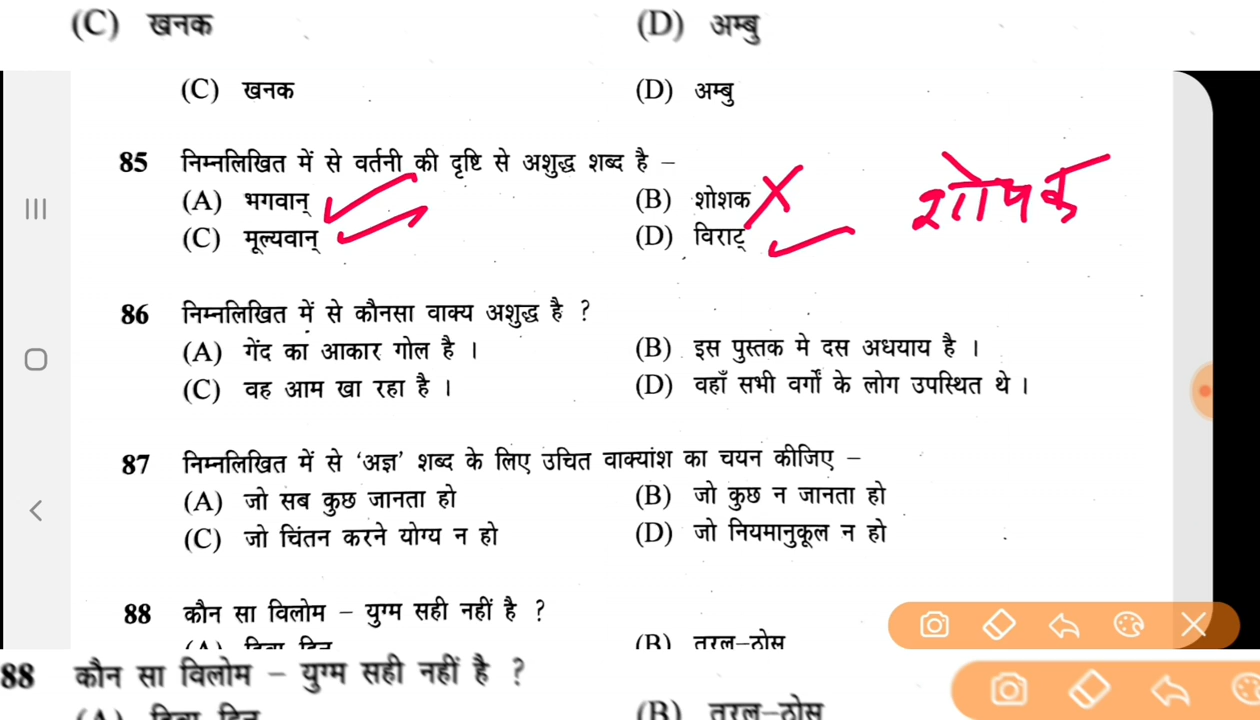 (C) खनक (D) अम्बु
(C) खनक (D) अम्बु
85 निम्नलिखित में से वर्तनी की दृष्टि से अशुद्ध शब्द है –
(A) भगवान् (B) शोशक शोषक
(C) मूल्यवान् (D) विराट्
86 निम्नलिखित में से कौनसा वाक्य अशुद्ध है ?
(A) गेंद का आकार गोल है । (B) इस पुस्तक मे दस अधयाय है ।
(C) वह आम खा रहा है । (D) वहाँ सभी वर्गों के लोग उपस्थित थे ।
87 निम्नलिखित में से ‘अज्ञ’ शब्द के लिए उचित वाक्यांश का चयन कीजिए –
(A) जो सब कुछ जानता हो (B) जो कुछ न जानता हो
(C) जो चिंतन करने योग्य न हो (D) जो नियमानुकूल न हो
88 कौन सा विलोम – युग्म सही नहीं है ?
(B) तरल–ठोस
88 कौन सा विलोम – युग्म सही नहीं है ?
(B) तरल–ठोस